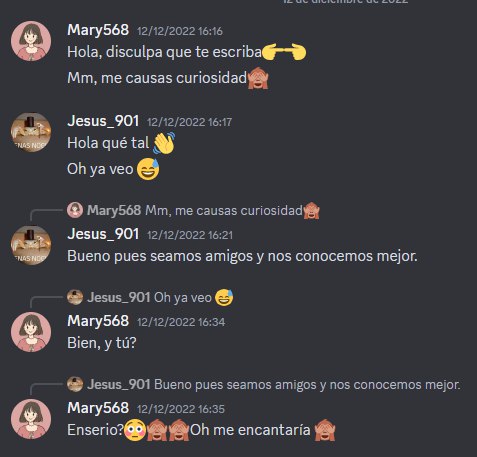 12 de diciembre de 2022
Mary568 12/12/2022 16:16
Hola, disculpa que te escriba👉👈
Mm, me causas curiosidad🙈
Jesus_901 12/12/2022 16:17
Hola qué tal 👋
Oh ya veo 😅
Mary568 Mm, me causas curiosidad🙈
Jesus_901 12/12/2022 16:21
Bueno pues seamos amigos y nos conocemos mejor.
Jesus_901 Oh ya veo 😅
Mary568 12/12/2022 16:34
Bien, y tú?
Jesus_901 Bueno pues seamos amigos y nos conocemos mejor.
Mary568 12/12/2022 16:35
Enserio?😳🙈🙈Oh me encantaría 🙈